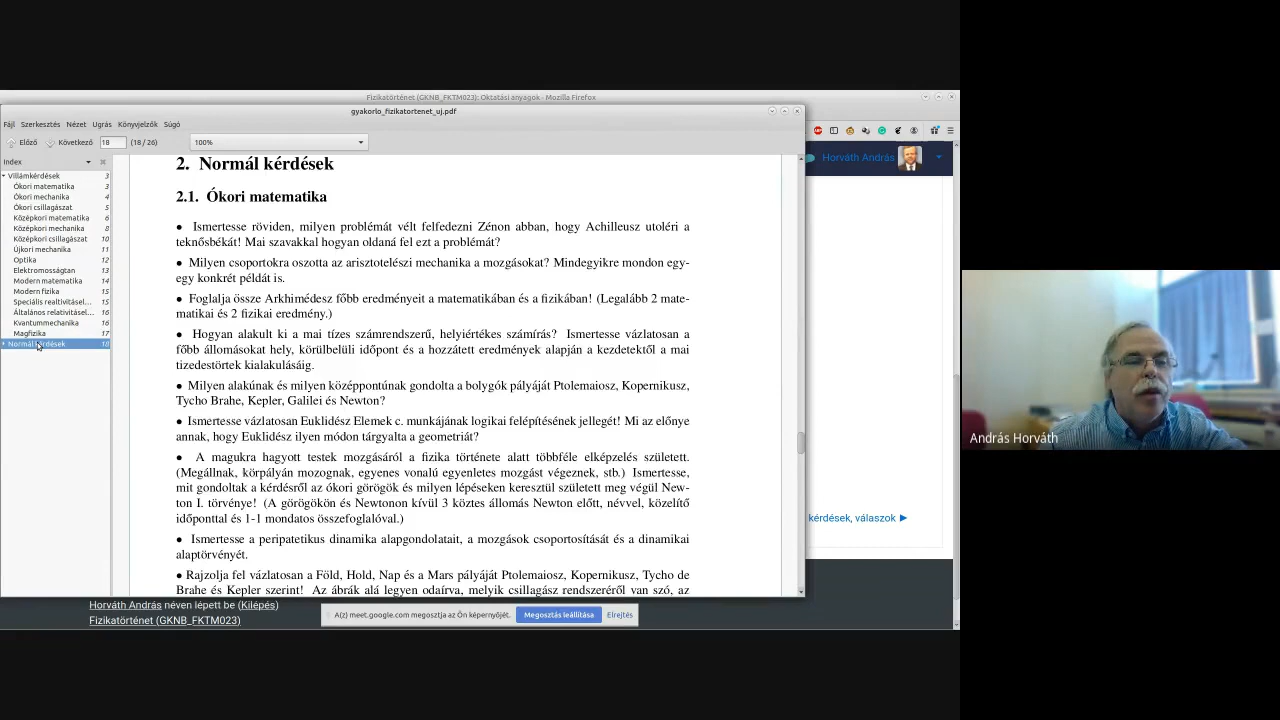 Fizikatörténet (GKNB_FKTM023): Oktatási anyagok - Mozilla Firefox
gyakorlo_fizikatortenet_uj.pdf
Fájl Szerkesztés Nézet Ugrás Könyvjelzők Súgó
Előző Következő 18 (18 / 26) 100%
Index
Villámkérdések 3
Ókori matematika 3
Ókori mechanika 4
Ókori csillagászat 5
Középkori matematika 6
Középkori mechanika 8
Középkori csillagászat 10
Újkori mechanika 11
Optika 12
Elektromosságtan 13
Modern matematika 14
Modern fizika 15
Speciális realtivitásel... 15
Általános relativitásel... 16
Kvantummechanika 16
Magfizika 17
Normál kérdések 18
2. Normál kérdések
2.1. Ókori matematika
• Ismertesse röviden, milyen problémát vélt felfedezni Zénon abban, hogy Achilleusz utoléri a
teknősbékát! Mai szavakkal hogyan oldaná fel ezt a problémát?
• Milyen csoportokra oszotta az arisztotelészi mechanika a mozgásokat? Mindegyikre mondon egy-
egy konkrét példát is.
• Foglalja össze Arkhimédesz főbb eredményeit a matematikában és a fizikában! (Legalább 2 mate-
matikai és 2 fizikai eredmény.)
• Hogyan alakult ki a mai tízes számrendszerű, helyiértékes számírás? Ismertesse vázlatosan a
főbb állomásokat hely, körülbelüli időpont és a hozzátett eredmények alapján a kezdetektől a mai
tizedestörtek kialakulásáig.
• Milyen alakúnak és milyen középpontúnak gondolta a bolygók pályáját Ptolemaiosz, Kopernikusz,
Tycho Brahe, Kepler, Galilei és Newton?
• Ismertesse vázlatosan Euklidész Elemek c. munkájának logikai felépítésének jellegét! Mi az előnye
annak, hogy Euklidész ilyen módon tárgyalta a geometriát?
• A magukra hagyott testek mozgásáról a fizika története alatt többféle elképzelés született.
(Megállnak, körpályán mozognak, egyenes vonalú egyenletes mozgást végeznek, stb.) Ismertesse,
mit gondoltak a kérdésről az ókori görögök és milyen lépéseken keresztül született meg végül New-
ton I. törvénye! (A görögökön és Newtonon kívül 3 köztes állomás Newton előtt, névvel, közelítő
időponttal és 1-1 mondatos összefoglalóval.)
• Ismertesse a peripatetikus dinamika alapgondolatait, a mozgások csoportosítását és a dinamikai
alaptörvényét.
• Rajzolja fel vázlatosan a Föld, Hold, Nap és a Mars pályáját Ptolemaiosz, Kopernikusz, Tycho de
Brahe és Kepler szerint! Az ábrák alá legyen odaírva, melyik csillagász rendszeréről van szó, az
Horváth András
kérdések, válaszok ►
Horváth András néven lépett be (Kilépés)
Fizikatörténet (GKNB_FKTM023)
A(z) meet.google.com megosztja az Ön képernyőjét. Megosztás leállítása Elrejtés
András Horváth